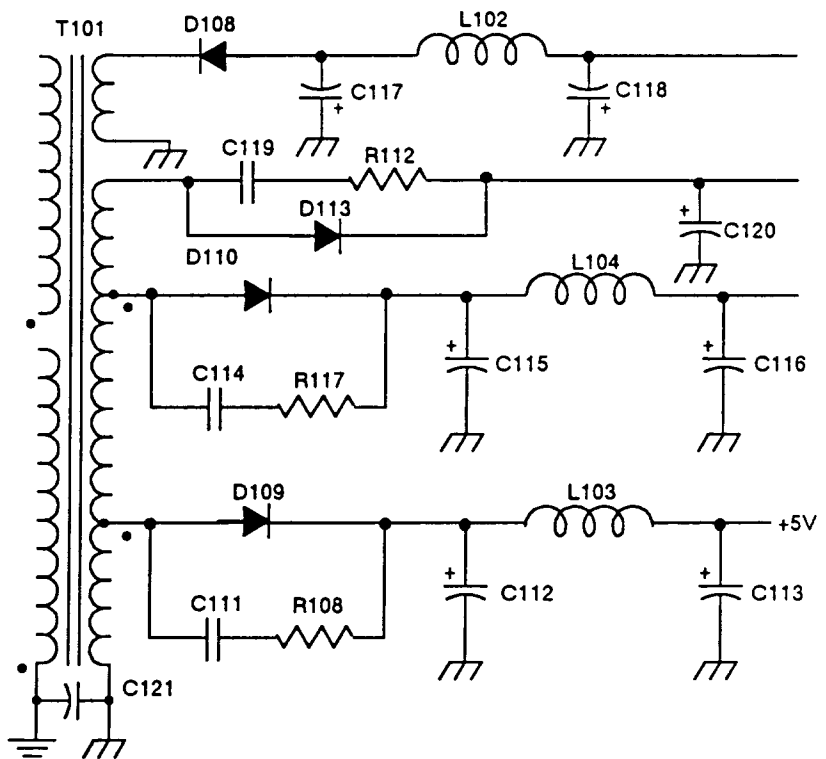 T101
D108
L102
C117
+
C118
+
C119
R112
D113
+
C120
D110
L104
+
C115
+
C116
C114
R117
D109
L103
+5V
+
C112
+
C113
C111
R108
C121